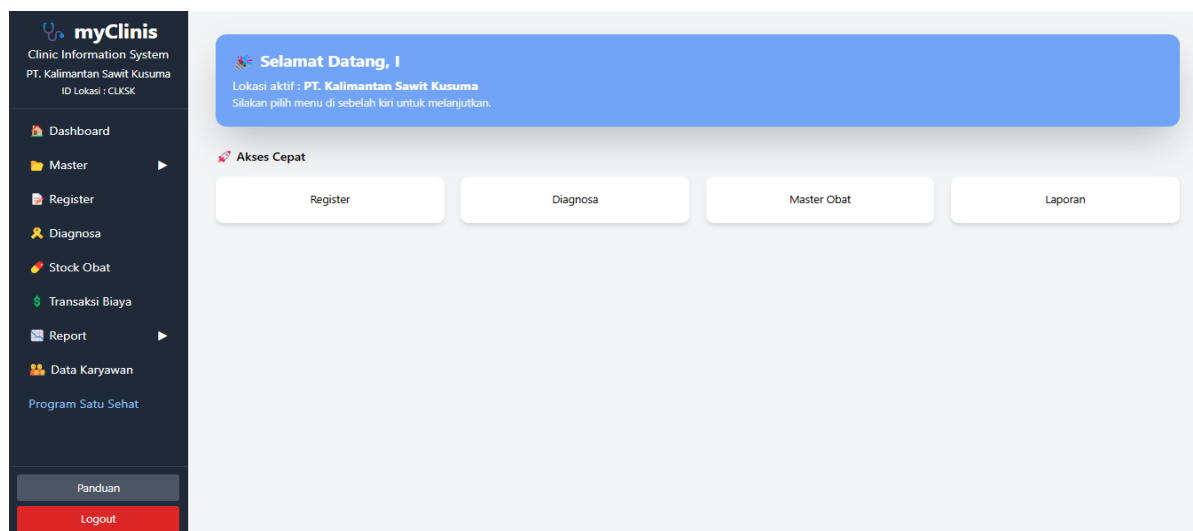 myClinis
Clinic Information System
PT. Kalimantan Sawit Kusuma
ID Lokasi : CLKSK
Dashboard
Master
Register
Diagnosa
Stock Obat
Transaksi Biaya
Report
Data Karyawan
Program Satu Sehat
Panduan
Logout
Selamat Datang, I
Lokasi aktif : PT. Kalimantan Sawit Kusuma
Silakan pilih menu di sebelah kiri untuk melanjutkan.
Akses Cepat
Register
Diagnosa
Master Obat
Laporan